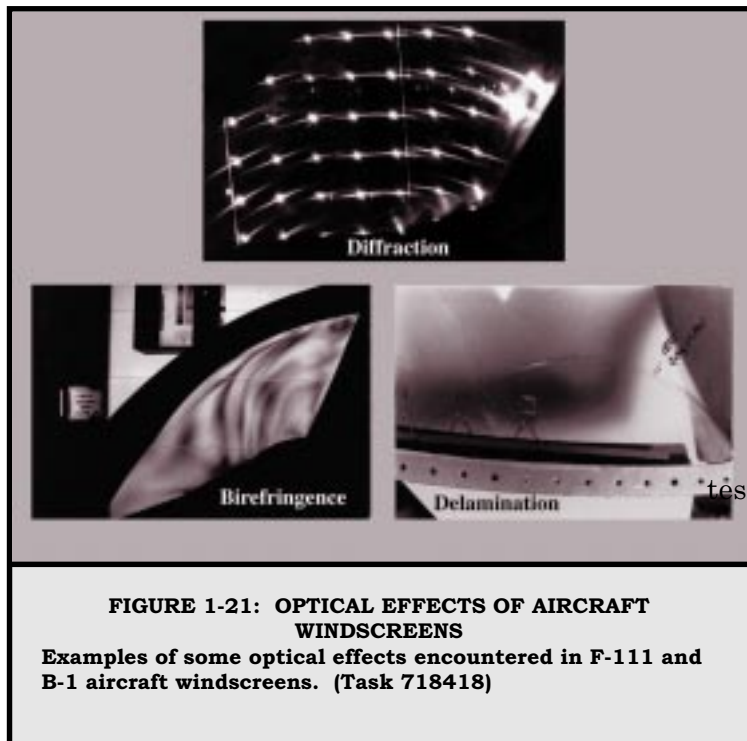 Diffraction
Birefringence
Delamination
tes
FIGURE 1-21: OPTICAL EFFECTS OF AIRCRAFT
WINDSCREENS
Examples of some optical effects encountered in F-111 and
B-1 aircraft windscreens. (Task 718418)